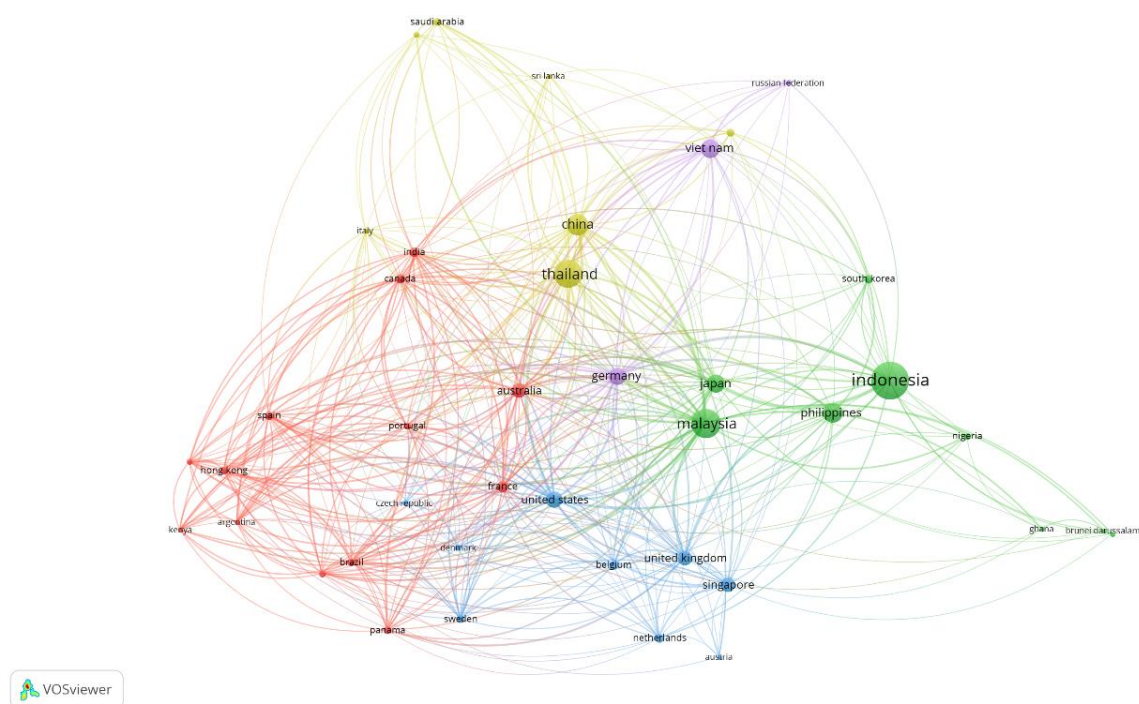 saudi arabia
sri lanka
russian federation
viet nam
china
italy
india
canada
thailand
south korea
germany
japan
indonesia
australia
malaysia
philippines
spain
portugal
nigeria
hong kong
france
united states
czech republic
argentina
kenya
ghana
brunei darussalam
denmark
brazil
belgium
united kingdom
singapore
sweden
panama
netherlands
austria
VOSviewer